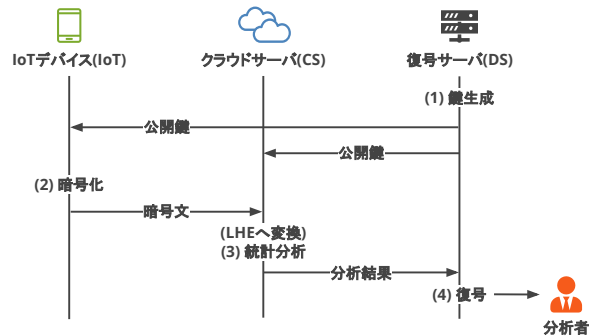 IoTデバイス(IoT)
クラウドサーバ(CS)
復号サーバ(DS)
(1) 鍵生成
公開鍵
公開鍵
(2) 暗号化
暗号文
(LHEへ変換)
(3) 統計分析
分析結果
(4) 復号
分析者